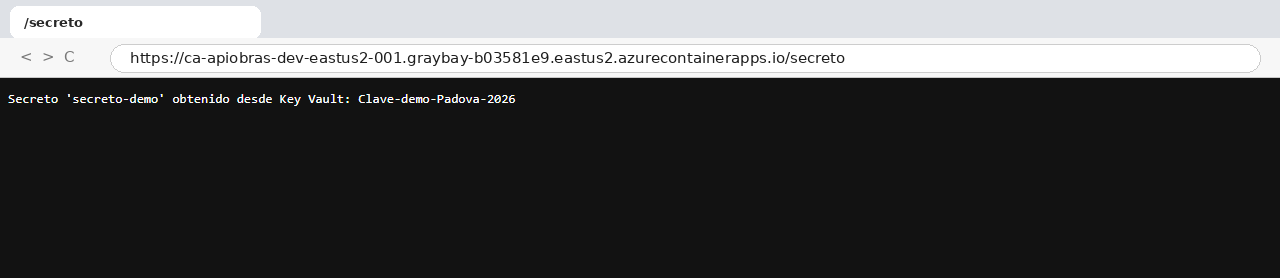 /secreto
< > C
https://ca-apiobras-dev-eastus2-001.graybay-b03581e9.eastus2.azurecontainerapps.io/secreto
Secreto 'secreto-demo' obtenido desde Key Vault: Clave-demo-Padova-2026